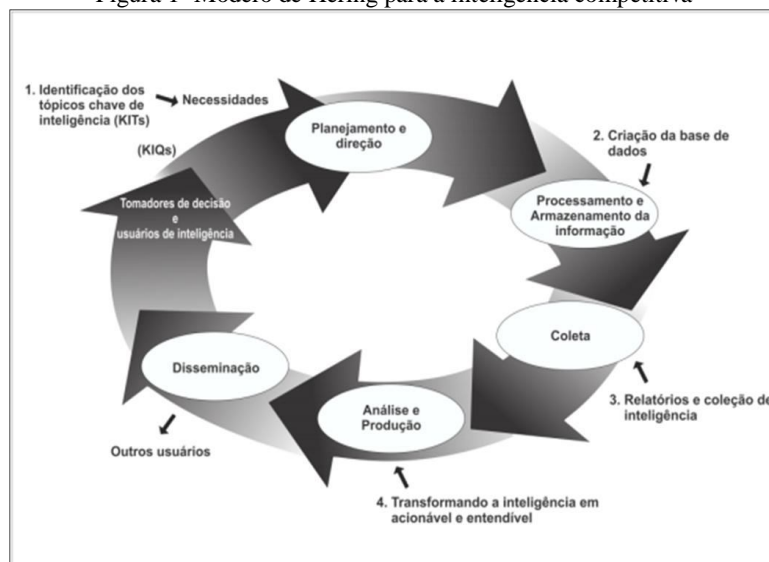 Figura 1- Modelo de Hering para a inteligência competitiva
1. Identificação dos
tópicos chave de
inteligência (KITs)
Necessidades
(KIQs)
Planejamento e
direção
2. Criação da base de
dados
Processamento e
Armazenamento da
informação
Tomadores de decisão
e
usuários de inteligência
Coleta
3. Relatórios e coleção de
inteligência
Disseminação
Análise e
Produção
Outros usuários
4. Transformando a inteligência em
acionável e entendível